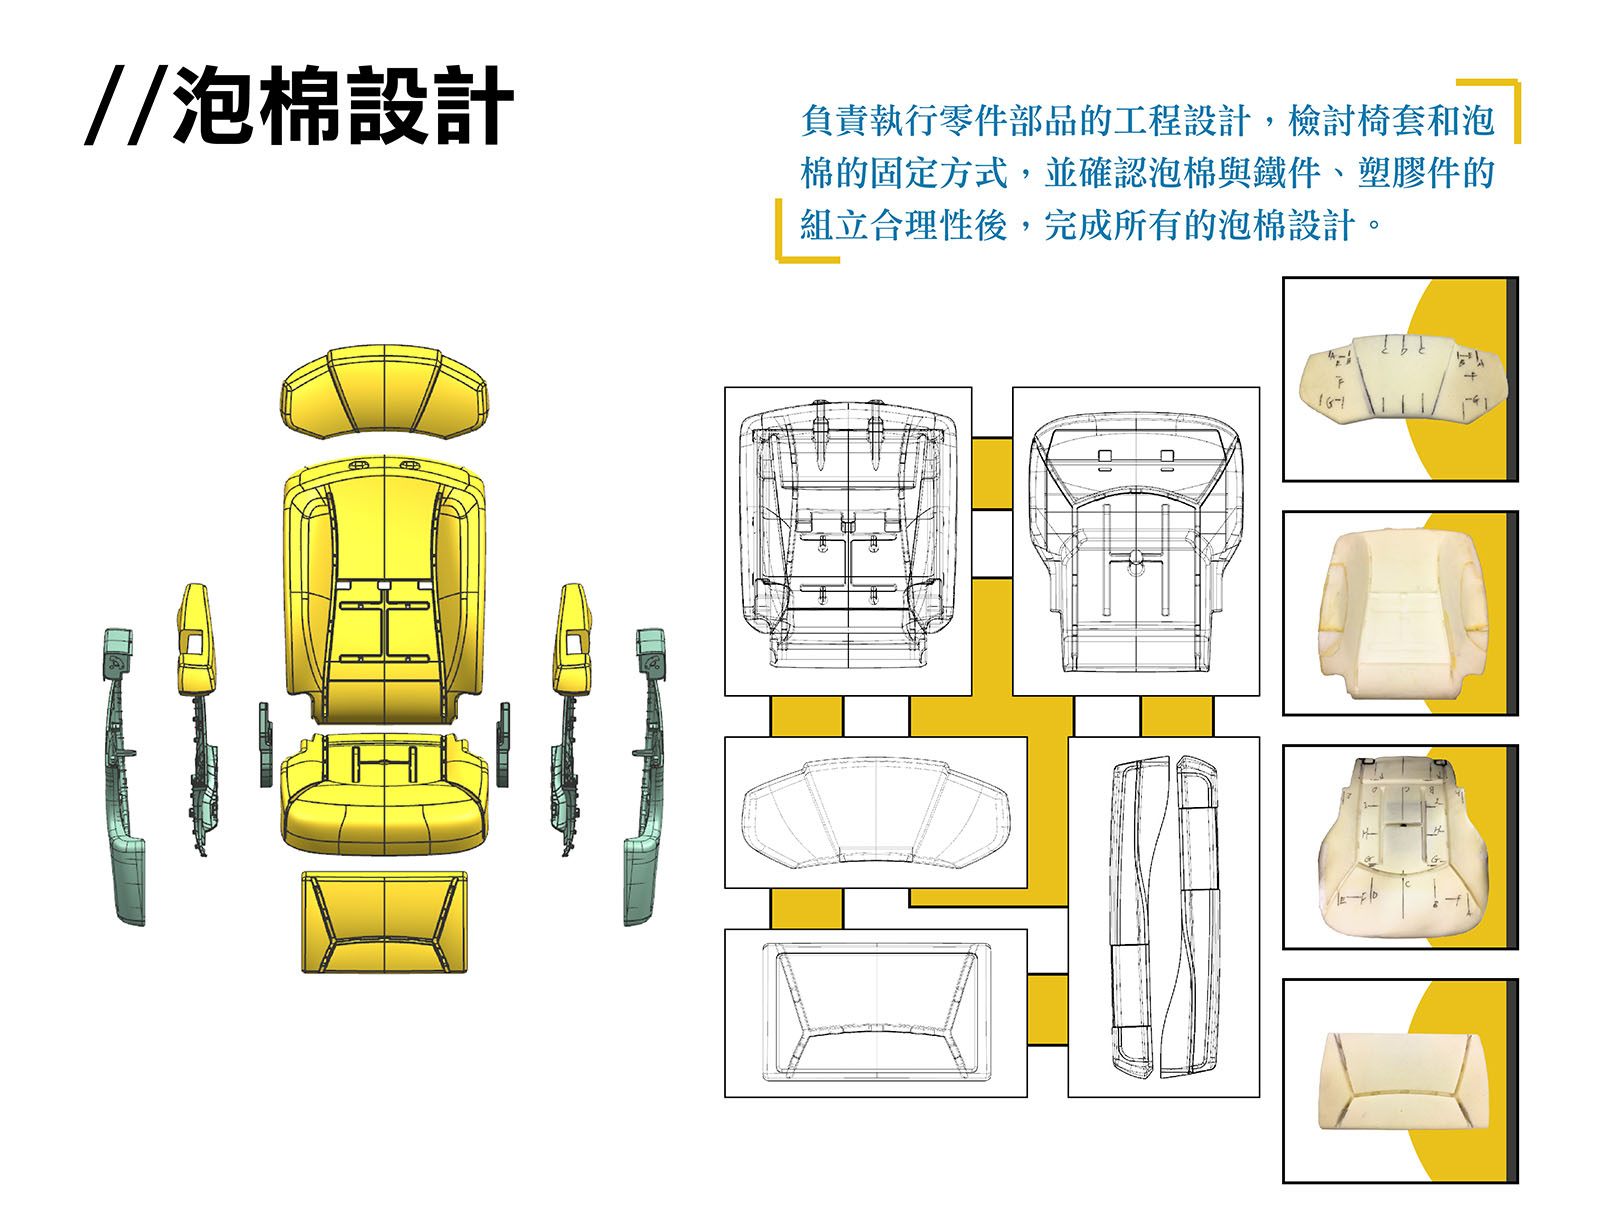 //泡棉設計
負責執行零件部品的工程設計，檢討椅套和泡
棉的固定方式，並確認泡棉與鐵件、塑膠件的
組立合理性後，完成所有的泡棉設計。